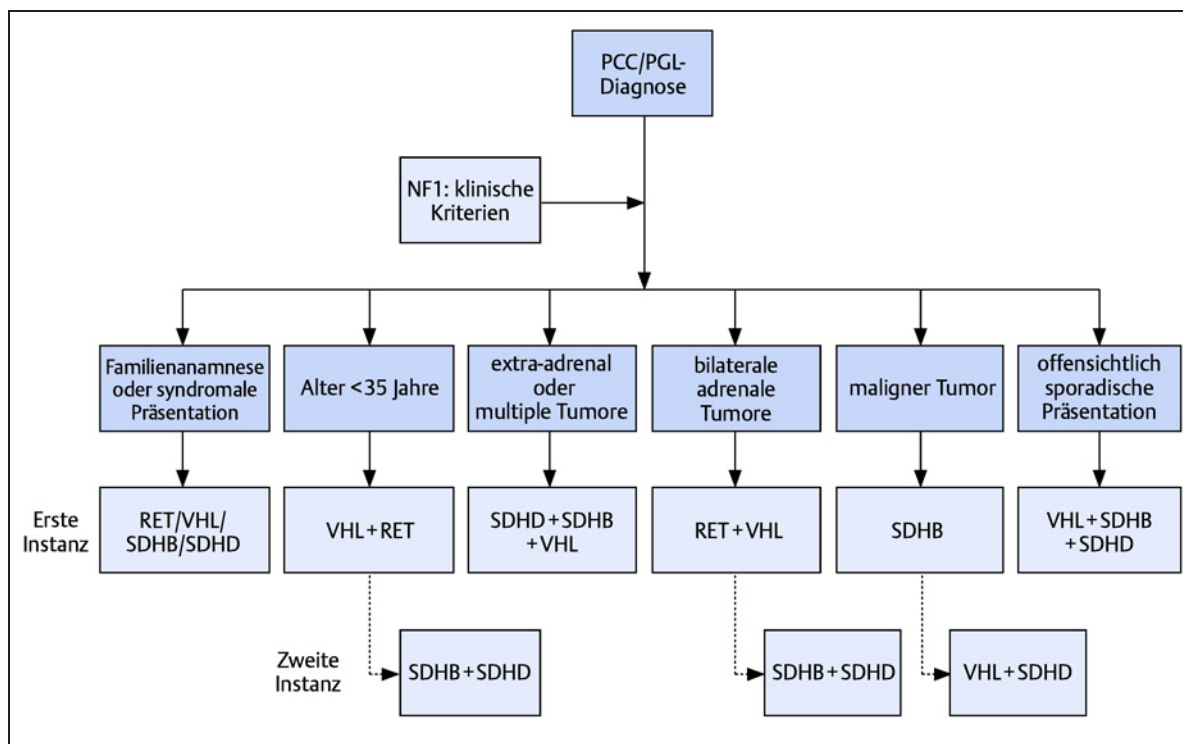 PCC/PGL-
Diagnose
NF1: klinische
Kriterien
Familienanamnese
oder syndromale
Präsentation
Alter <35 Jahre
extra-adrenal
oder
multiple Tumore
bilaterale
adrenale
Tumore
maligner Tumor
offensichtlich
sporadische
Präsentation
Erste
Instanz
RET/VHL/
SDHB/SDHD
VHL+RET
SDHD+SDHB
+VHL
RET+VHL
SDHB
VHL+SDHB
+SDHD
Zweite
Instanz
SDHB+SDHD
SDHB+SDHD
VHL+SDHD